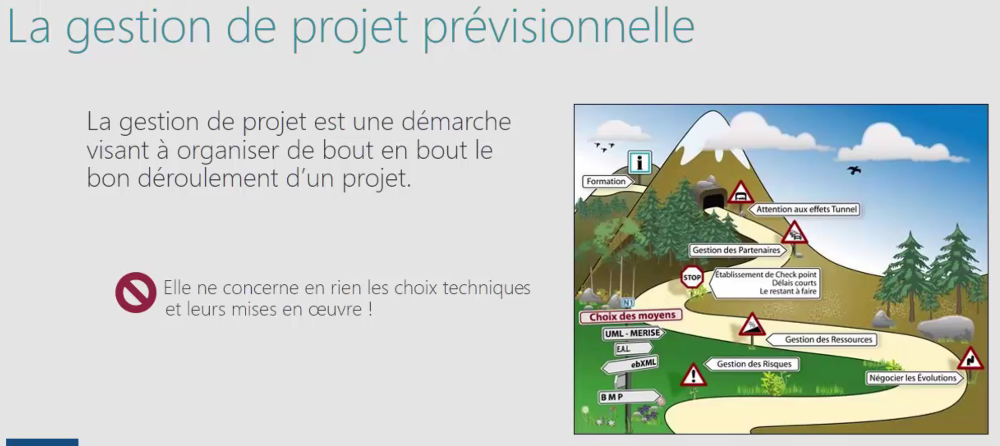 La gestion de projet prévisionnelle
La gestion de projet est une démarche
visant à organiser de bout en bout le
bon déroulement d'un projet.
Elle ne concerne en rien les choix techniques
et leurs mises en œuvre !
i
Formation
Attention aux effets Tunnel
Gestion des Partenaires
STOP
Établissement de Check point
Délais courts
Le restant à faire
N1
Choix des moyens
UML - MERISE
%
Gestion des Ressources
E.A.I.
ebXML
Gestion des Risques
!
Négocier les Évolutions
B M P